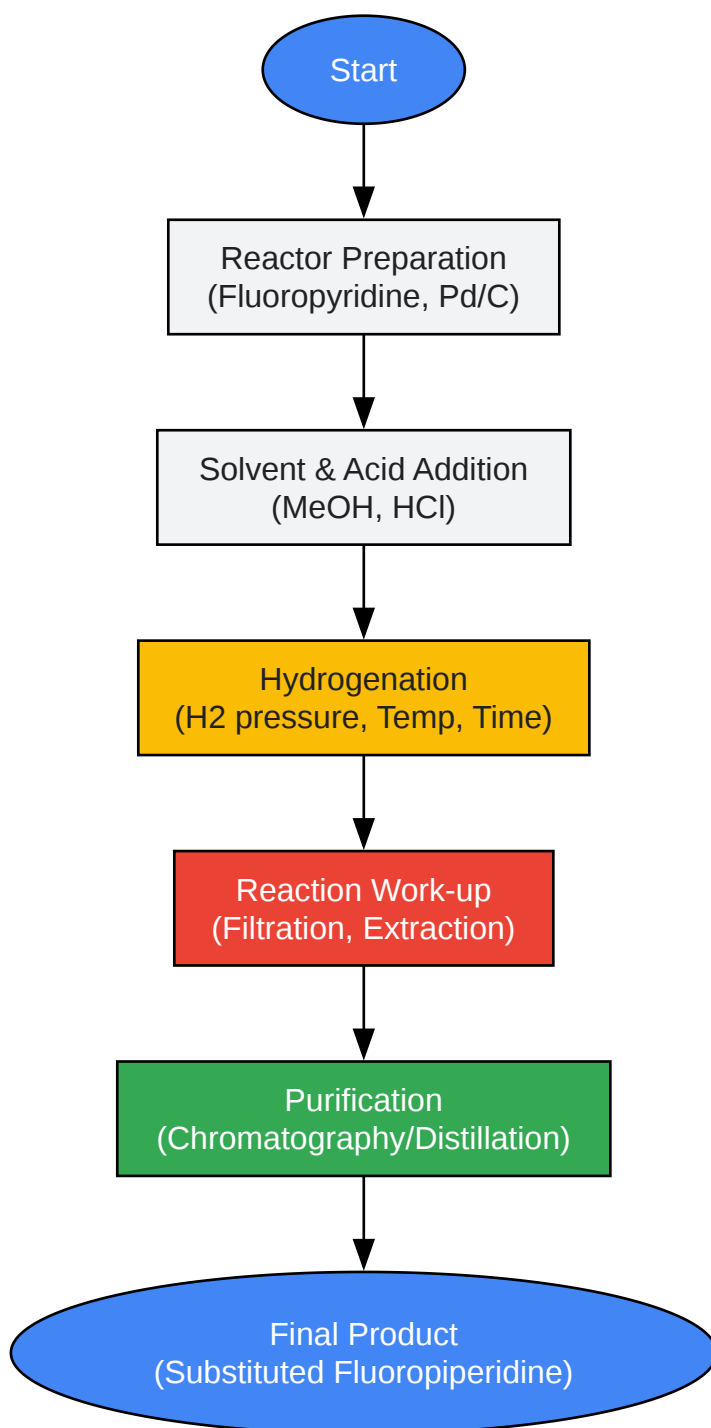 Start
Reactor Preparation
(Fluoropyridine, Pd/C)
Solvent & Acid Addition
(MeOH, HCl)
Hydrogenation
(H2 pressure, Temp, Time)
Reaction Work-up
(Filtration, Extraction)
Purification
(Chromatography/Distillation)
Final Product
(Substituted Fluoropiperidine)